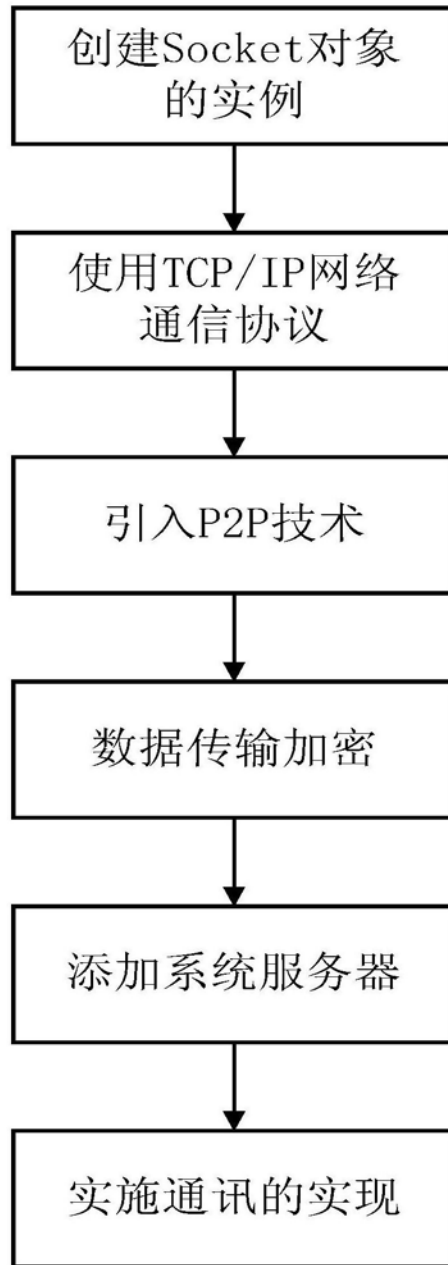 创建Socket对象
的实例
使用TCP/IP网络
通信协议
引入P2P技术
数据传输加密
添加系统服务器
实施通讯的实现